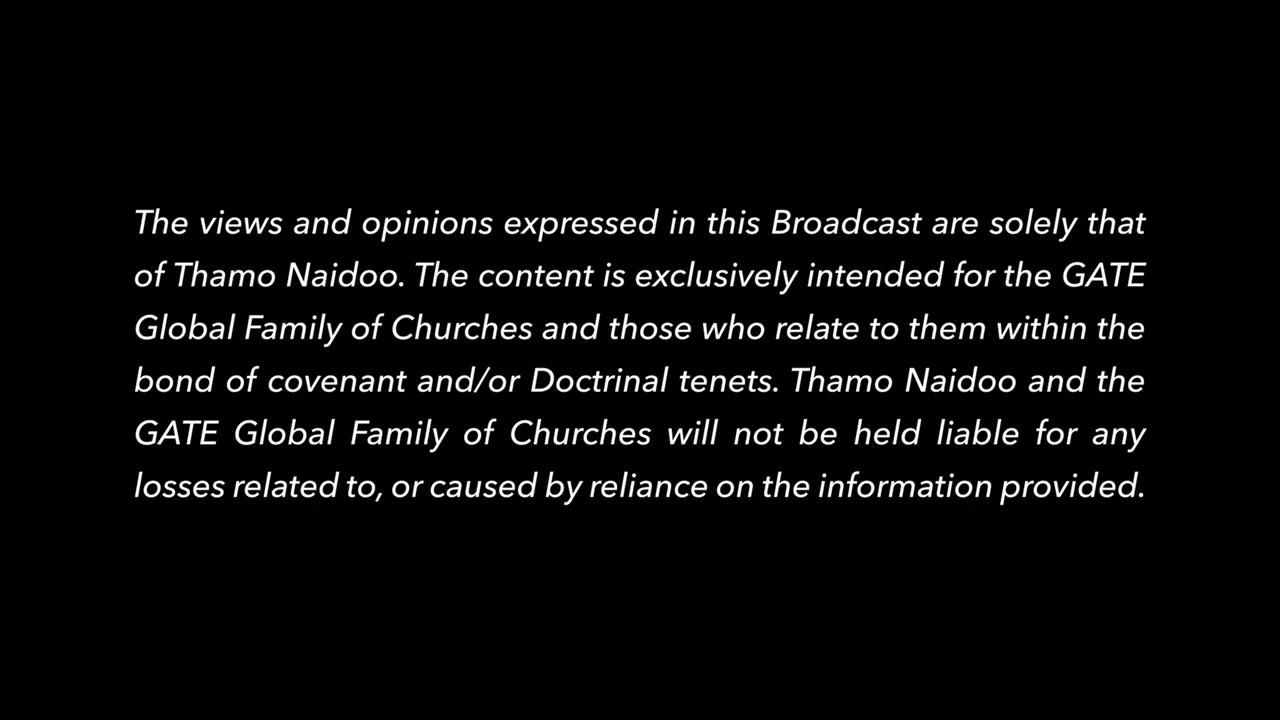 The views and opinions expressed in this Broadcast are solely that
of Thamo Naidoo. The content is exclusively intended for the GATE
Global Family of Churches and those who relate to them within the
bond of covenant and/or Doctrinal tenets. Thamo Naidoo and the
GATE Global Family of Churches will not be held liable for any
losses related to, or caused by reliance on the information provided.